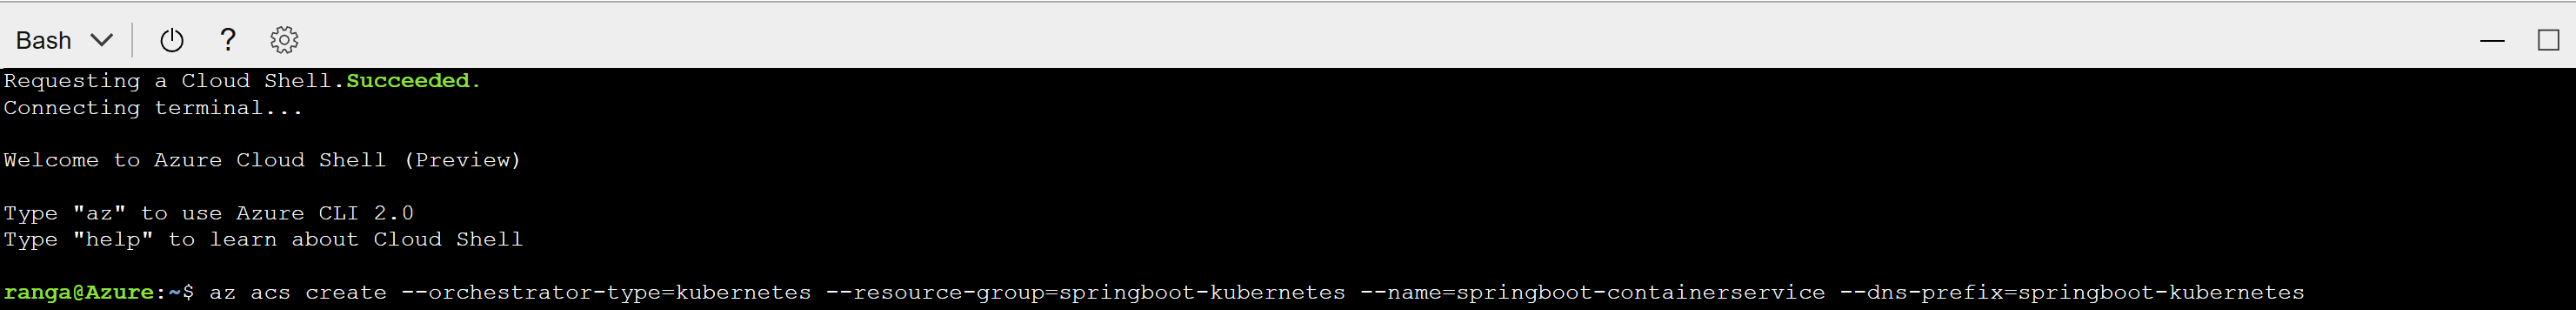 Bash ?
Requesting a Cloud Shell.Succeeded.
Connecting terminal...
Welcome to Azure Cloud Shell (Preview)
Type "az" to use Azure CLI 2.0
Type "help" to learn about Cloud Shell
ranga@Azure:~$ az acs create --orchestrator-type=kubernetes --resource-group=springboot-kubernetes --name=springboot-containerservice --dns-prefix=springboot-kubernetes